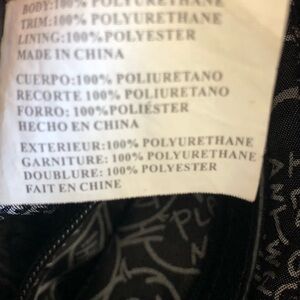 BODY:100% POLYURETHANE
TRIM:100% POLYURETHANE
LINING:100% POLYESTER
MADE IN CHINA
CUERPO:100% POLIURETANO
RECORTE 100% POLIURETANO
FORRO: 100%POLIÉSTER
HECHO EN CHINA
EXTERIEUR:100% POLYURETHANE
GARNITURE: 100% POLYURETHANE
DOUBLURE: 100% POLYESTER
FAIT EN CHINE